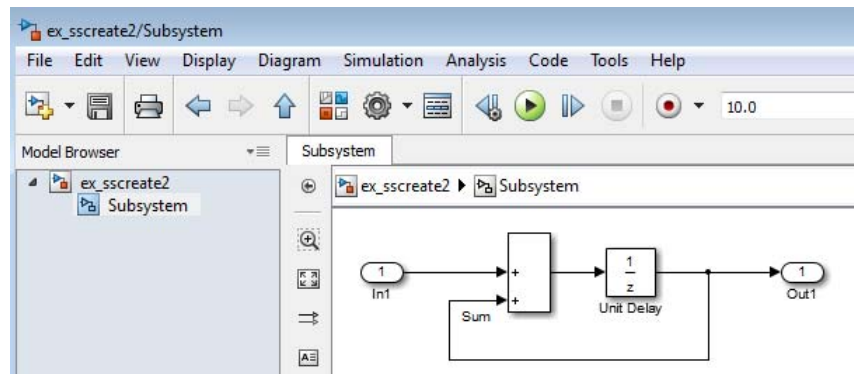 ex_sscreate2/Subsystem
File Edit View Display Diagram Simulation Analysis Code Tools Help
10.0
Model Browser
Subsystem
ex_sscreate2
Subsystem
ex_sscreate2 Subsystem
1
In1
+
+
Sum
1
z
Unit Delay
1
Out1